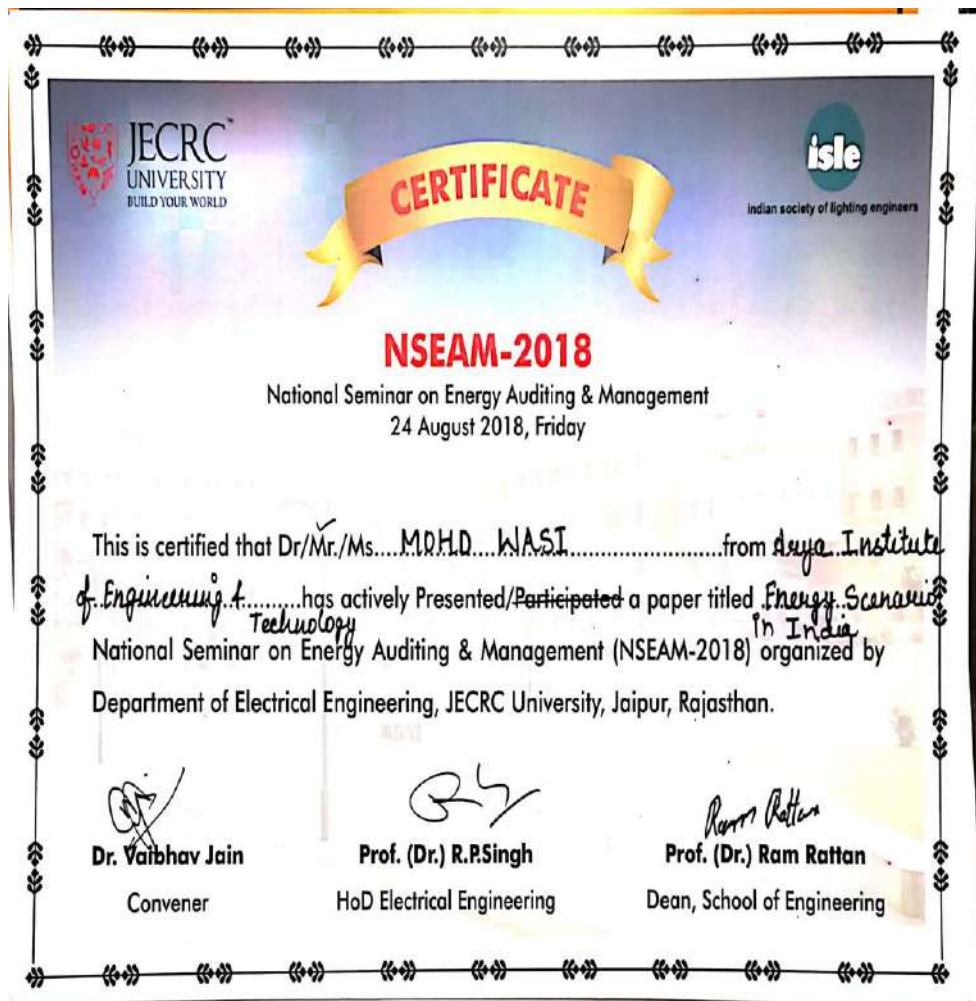 JECRC
UNIVERSITY
BUILD YOUR WORLD
CERTIFICATE
isle
indian society of lighting engineers
NSEAM-2018
National Seminar on Energy Auditing & Management
24 August 2018, Friday
This is certified that Dr/Mr./Ms....MOHD WASI.......................from Arya Institute
of Engineering & Technology has actively Presented/Participated a paper titled Energy Scenario in India
National Seminar on Energy Auditing & Management (NSEAM-2018) organized by
Department of Electrical Engineering, JECRC University, Jaipur, Rajasthan.
Ram Rattan
Dr. Vaibhav Jain
Prof. (Dr.) R.P.Singh
Prof. (Dr.) Ram Rattan
Convener
HoD Electrical Engineering
Dean, School of Engineering